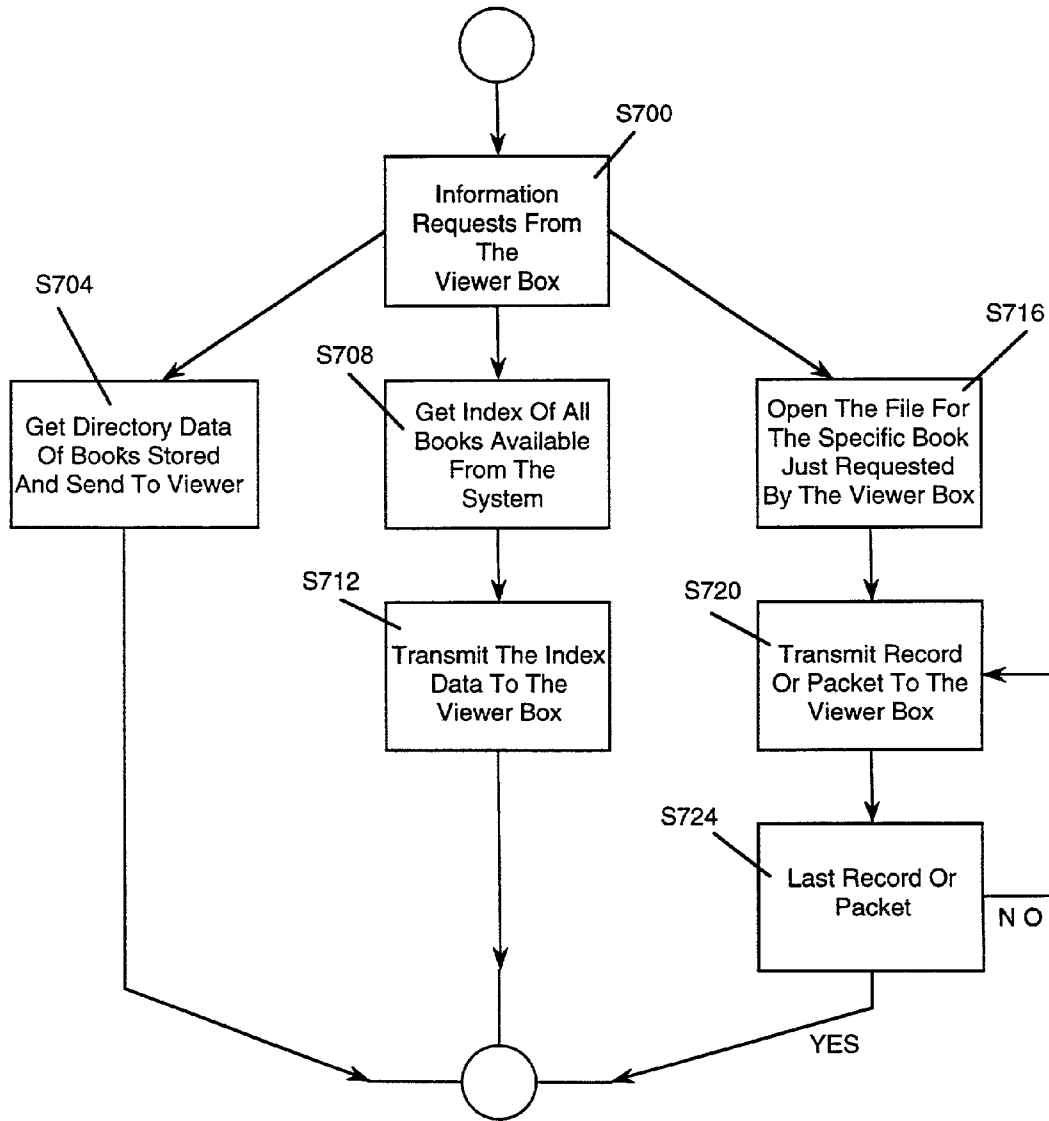 S700
Information
Requests From
The
Viewer Box
S704
Get Directory Data
Of Books Stored
And Send To Viewer
S708
Get Index Of All
Books Available
From The
System
S716
Open The File For
The Specific Book
Just Requested
By The Viewer Box
S712
Transmit The Index
Data To The
Viewer Box
S720
Transmit Record
Or Packet To The
Viewer Box
S724
Last Record Or
Packet
N O
YES